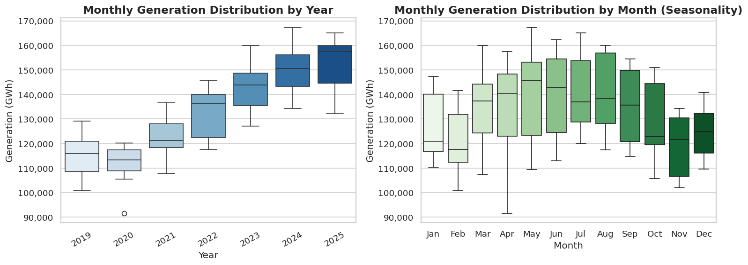 Monthly Generation Distribution by Year
Generation (GWh)
170,000
160,000
150,000
140,000
130,000
120,000
110,000
100,000
90,000
2019 2020 2021 2022 2023 2024 2025
Year
Monthly Generation Distribution by Month (Seasonality)
Generation (GWh)
170,000
160,000
150,000
140,000
130,000
120,000
110,000
100,000
90,000
Jan Feb Mar Apr May Jun Jul Aug Sep Oct Nov Dec
Month